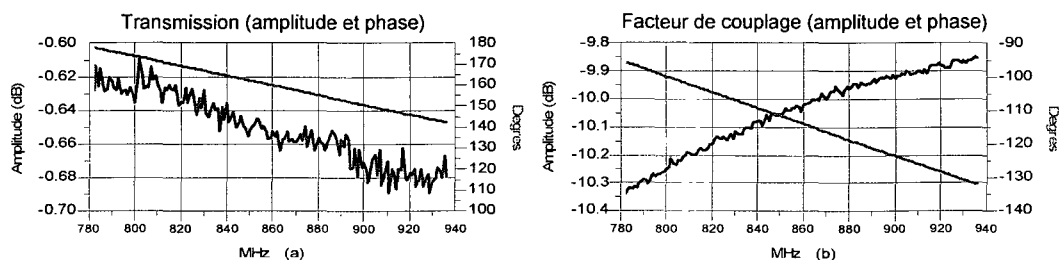 Transmission (amplitude et phase)
Amplitude (dB)
-0.60
-0.62
-0.64
-0.66
-0.68
-0.70
180
170
160
150
140
130
120
110
100
Degres
780 800 820 840 860 880 900 920 940
MHz (a)
Facteur de couplage (amplitude et phase)
Amplitude (dB)
-9.8
-9.9
-10.0
-10.1
-10.2
-10.3
-10.4
-90
-100
-110
-120
-130
-140
Degres
780 800 820 840 860 880 900 920 940
MHz (b)